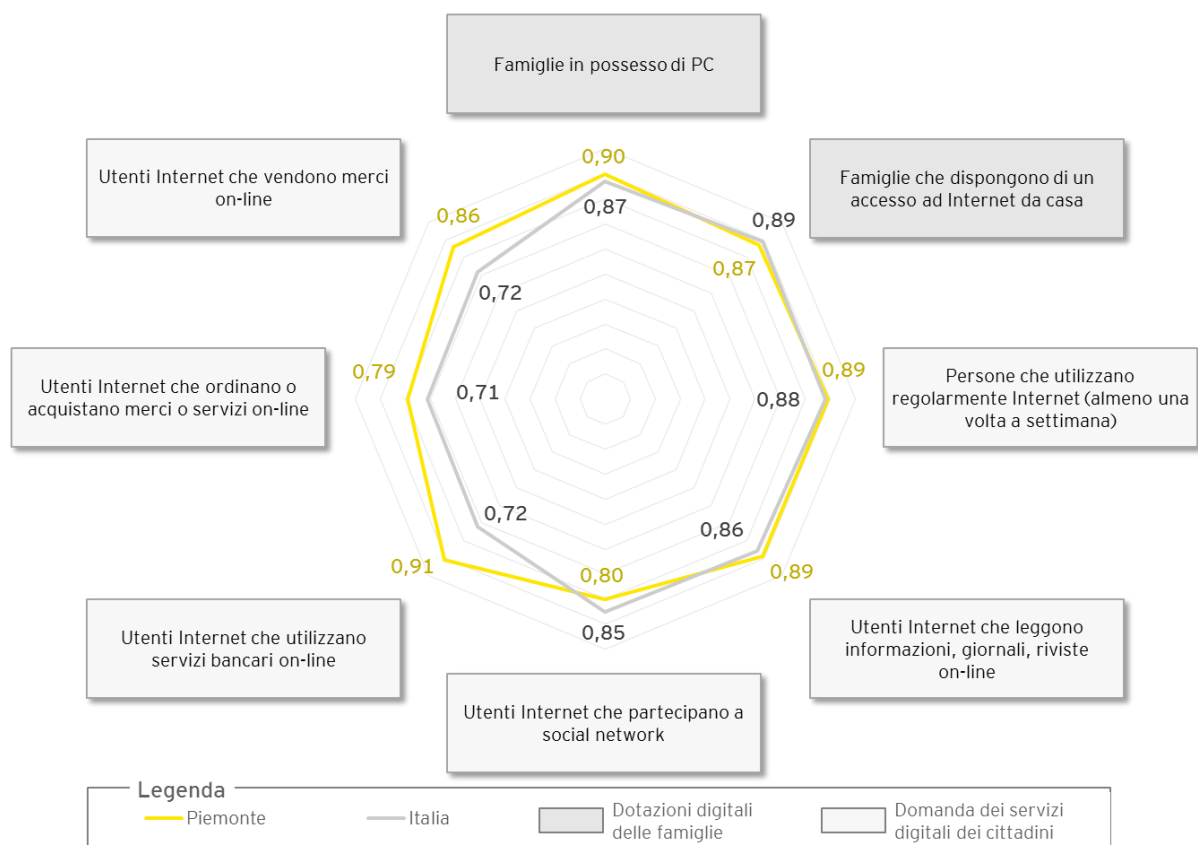 Famiglie in possesso di PC
Utenti Internet che vendono merci
on-line
Famiglie che dispongono di un
accesso ad Internet da casa
0,90
0,87
0,86
0,72
0,89
0,87
Utenti Internet che ordinano o
acquistano merci o servizi on-line
0,79
0,71
0,88
0,89
Persone che utilizzano
regolarmente Internet (almeno una
volta a settimana)
0,72
0,91
0,86
0,89
0,80
0,85
Utenti Internet che utilizzano
servizi bancari on-line
Utenti Internet che leggono
informazioni, giornali, riviste
on-line
Utenti Internet che partecipano a
social network
Legenda
Piemonte
Italia
Dotazioni digitali
delle famiglie
Domanda dei servizi
digitali dei cittadini